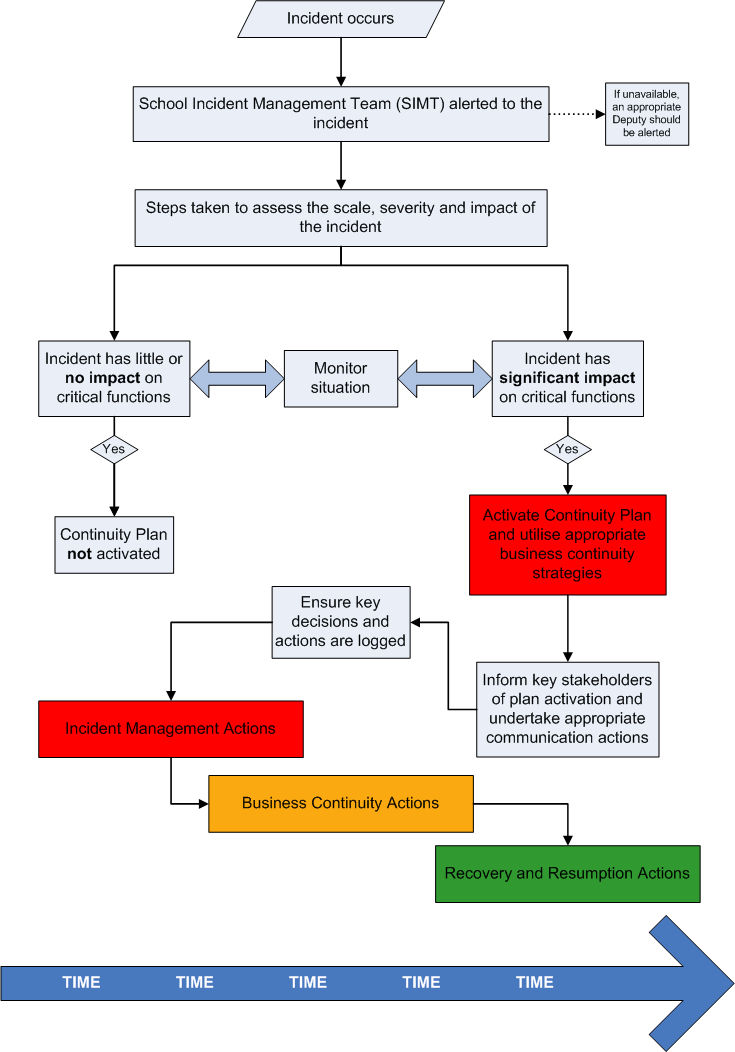 Incident occurs
School Incident Management Team (SIMT) alerted to the
incident
If unavailable,
an appropriate
Deputy should
be alerted
Steps taken to assess the scale, severity and impact of
the incident
Incident has little or
no impact on
critical functions
Monitor
situation
Incident has
significant impact
on critical functions
Yes
Yes
Continuity Plan
not activated
Activate Continuity Plan
and utilise appropriate
business continuity
strategies
Ensure key
decisions and
actions are logged
Inform key stakeholders
of plan activation and
undertake appropriate
communication actions
Incident Management Actions
Business Continuity Actions
Recovery and Resumption Actions
TIME TIME TIME TIME TIME